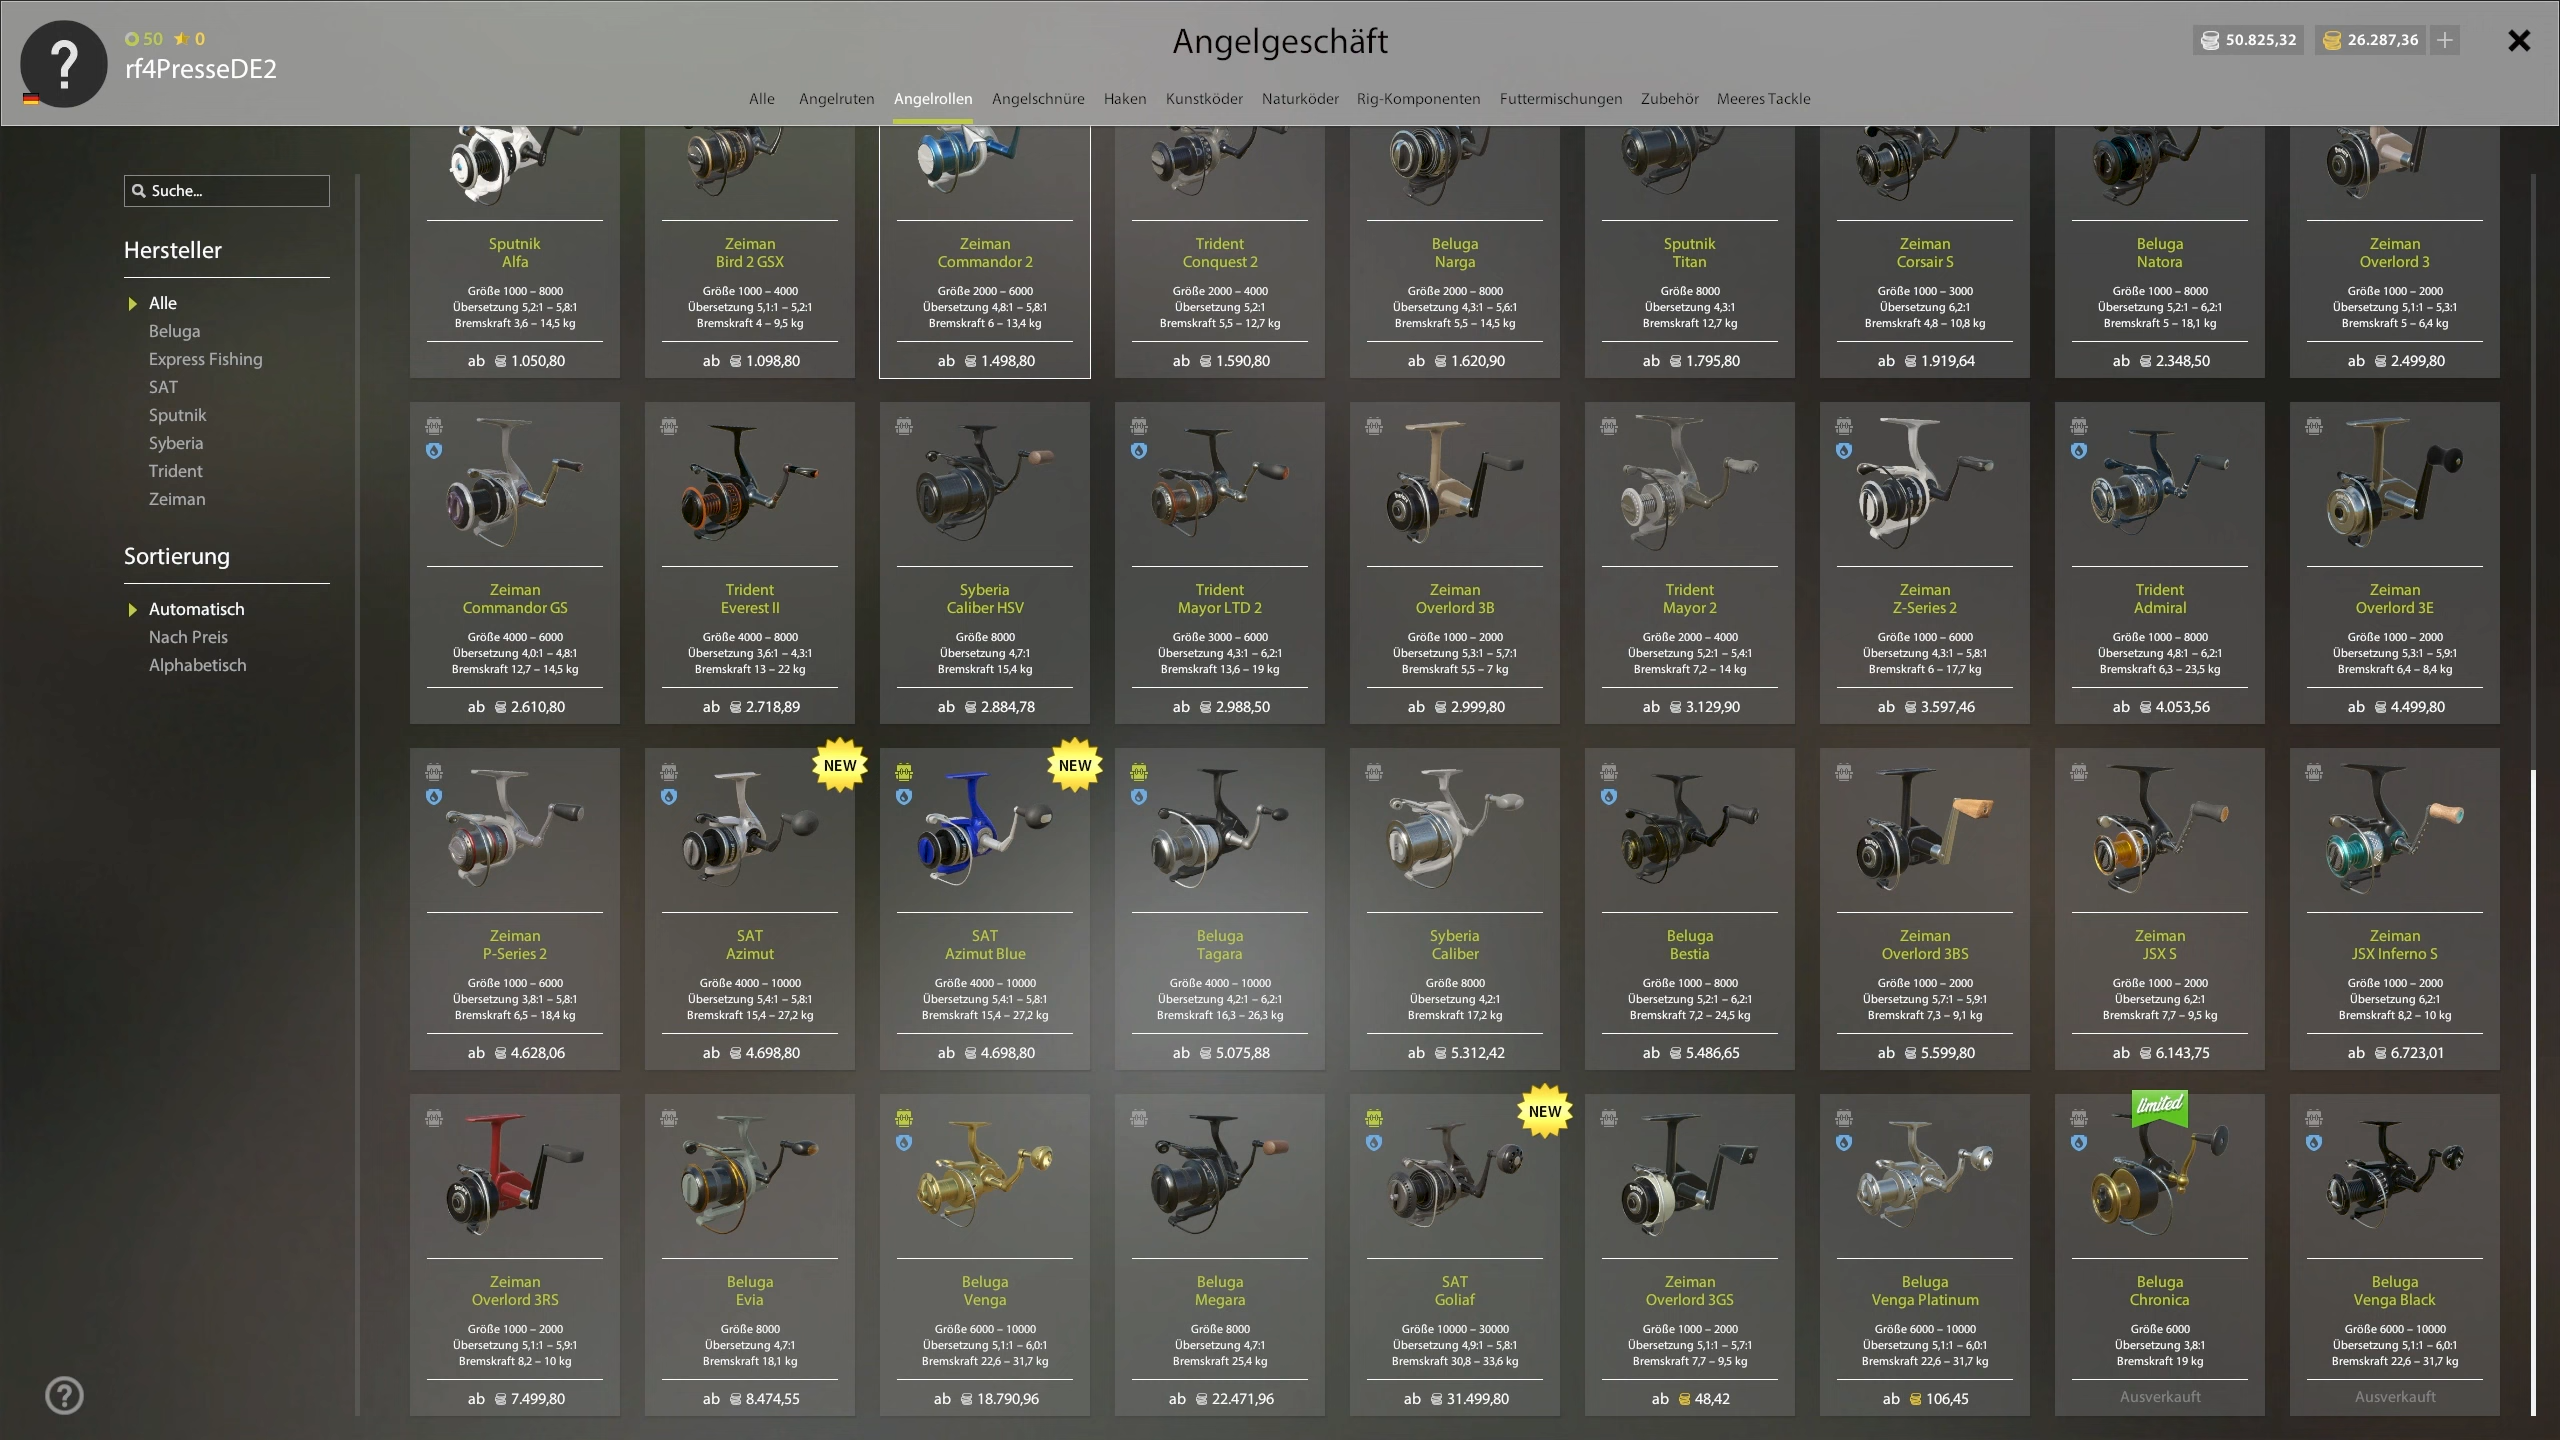 50 0
rf4PresseDE2
Angelgeschäft
50.825,32 26.287,36
Alle Angelruten Angelrollen Angelschnüre Haken Kunstköder Naturköder Rig-Komponenten Futtermischungen Zubehör Meeres Tackle
Suche...
Hersteller
Alle
Beluga
Express Fishing
SAT
Sputnik
Syberia
Trident
Zeiman
Sortierung
Automatisch
Nach Preis
Alphabetisch
Sputnik
Alfa
Größe 1000 – 8000
Übersetzung 5,2:1 – 5,8:1
Bremskraft 3,6 – 14,5 kg
ab 1.050,80
Zeiman
Bird 2 GSX
Größe 1000 – 4000
Übersetzung 5,1:1 – 5,2:1
Bremskraft 4 – 9,5 kg
ab 1.098,80
Zeiman
Commandor 2
Größe 2000 – 6000
Übersetzung 4,8:1 – 5,8:1
Bremskraft 6 – 13,4 kg
ab 1.498,80
Trident
Conquest 2
Größe 2000 – 4000
Übersetzung 5,2:1
Bremskraft 5,5 – 12,7 kg
ab 1.590,80
Beluga
Narga
Größe 2000 – 8000
Übersetzung 4,3:1 – 5,6:1
Bremskraft 5,5 – 14,5 kg
ab 1.620,90
Sputnik
Titan
Größe 8000
Übersetzung 4,3:1
Bremskraft 12,7 kg
ab 1.795,80
Zeiman
Corsair S
Größe 1000 – 3000
Übersetzung 6,2:1
Bremskraft 4,8 – 10,8 kg
ab 1.919,64
Beluga
Natora
Größe 1000 – 8000
Übersetzung 5,2:1 – 6,2:1
Bremskraft 5 – 18,1 kg
ab 2.348,50
Zeiman
Overlord 3
Größe 1000 – 2000
Übersetzung 5,1:1 – 5,3:1
Bremskraft 5 – 6,4 kg
ab 2.499,80
Zeiman
Commandor GS
Größe 4000 – 6000
Übersetzung 4,0:1 – 4,8:1
Bremskraft 12,7 – 14,5 kg
ab 2.610,80
Trident
Everest II
Größe 4000 – 8000
Übersetzung 3,6:1 – 4,3:1
Bremskraft 13 – 22 kg
ab 2.718,89
Syberia
Caliber HSV
Größe 8000
Übersetzung 4,7:1
Bremskraft 15,4 kg
ab 2.884,78
Trident
Mayor LTD 2
Größe 3000 – 6000
Übersetzung 4,3:1 – 6,2:1
Bremskraft 13,6 – 19 kg
ab 2.988,50
Zeiman
Overlord 3B
Größe 1000 – 2000
Übersetzung 5,3:1 – 5,7:1
Bremskraft 5,5 – 7 kg
ab 2.999,80
Trident
Mayor 2
Größe 2000 – 4000
Übersetzung 5,2:1 – 5,4:1
Bremskraft 7,2 – 14 kg
ab 3.129,90
Zeiman
Z-Series 2
Größe 1000 – 6000
Übersetzung 4,3:1 – 5,8:1
Bremskraft 6 – 17,7 kg
ab 3.597,46
Trident
Admiral
Größe 1000 – 8000
Übersetzung 4,8:1 – 6,2:1
Bremskraft 6,3 – 23,5 kg
ab 4.053,56
Zeiman
Overlord 3E
Größe 1000 – 2000
Übersetzung 5,3:1 – 5,9:1
Bremskraft 6,4 – 8,4 kg
ab 4.499,80
Zeiman
P-Series 2
Größe 1000 – 6000
Übersetzung 3,8:1 – 5,8:1
Bremskraft 6,5 – 18,4 kg
ab 4.628,06
NEW
SAT
Azimut
Größe 4000 – 10000
Übersetzung 5,4:1 – 5,8:1
Bremskraft 15,4 – 27,2 kg
ab 4.698,80
NEW
SAT
Azimut Blue
Größe 4000 – 10000
Übersetzung 5,4:1 – 5,8:1
Bremskraft 15,4 – 27,2 kg
ab 4.698,80
Beluga
Tagara
Größe 4000 – 10000
Übersetzung 4,2:1 – 6,2:1
Bremskraft 16,3 – 26,3 kg
ab 5.075,88
Syberia
Caliber
Größe 8000
Übersetzung 4,2:1
Bremskraft 17,2 kg
ab 5.312,42
Beluga
Bestia
Größe 1000 – 8000
Übersetzung 5,2:1 – 6,2:1
Bremskraft 7,2 – 24,5 kg
ab 5.486,65
Zeiman
Overlord 3BS
Größe 1000 – 2000
Übersetzung 5,7:1 – 5,9:1
Bremskraft 7,3 – 9,1 kg
ab 5.599,80
Zeiman
JSX S
Größe 1000 – 2000
Übersetzung 6,2:1
Bremskraft 7,7 – 9,5 kg
ab 6.143,75
Zeiman
JSX Inferno S
Größe 1000 – 2000
Übersetzung 6,2:1
Bremskraft 8,2 – 10 kg
ab 6.723,01
Zeiman
Overlord 3RS
Größe 1000 – 2000
Übersetzung 5,1:1 – 5,9:1
Bremskraft 8,2 – 10 kg
ab 7.499,80
Beluga
Evia
Größe 8000
Übersetzung 4,7:1
Bremskraft 18,1 kg
ab 8.474,55
Beluga
Venga
Größe 6000 – 10000
Übersetzung 5,1:1 – 6,0:1
Bremskraft 22,6 – 31,7 kg
ab 18.790,96
Beluga
Megara
Größe 8000
Übersetzung 4,7:1
Bremskraft 25,4 kg
ab 22.471,96
NEW
SAT
Goliaf
Größe 10000 – 30000
Übersetzung 4,9:1 – 5,8:1
Bremskraft 30,8 – 33,6 kg
ab 31.499,80
Zeiman
Overlord 3GS
Größe 1000 – 2000
Übersetzung 5,1:1 – 5,7:1
Bremskraft 7,7 – 9,5 kg
ab 48,42
Beluga
Venga Platinum
Größe 6000 – 10000
Übersetzung 5,1:1 – 6,0:1
Bremskraft 22,6 – 31,7 kg
ab 106,45
limited
Beluga
Chronica
Größe 6000
Übersetzung 3,8:1
Bremskraft 19 kg
Ausverkauft
Beluga
Venga Black
Größe 6000 – 10000
Übersetzung 5,1:1 – 6,0:1
Bremskraft 22,6 – 31,7 kg
Ausverkauft